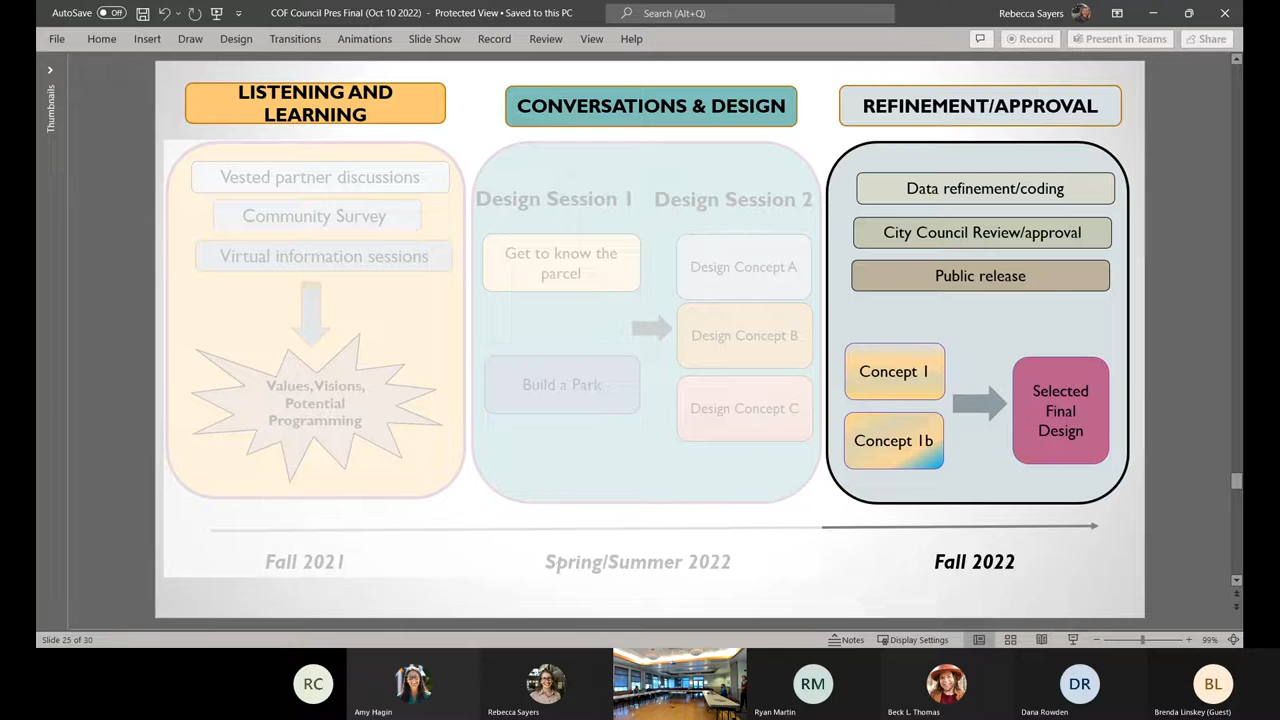 AutoSave Off COF Council Pres Final (Oct 10 2022) - Protected View • Saved to this PC Search (Alt+Q) Rebecca Sayers
File Home Insert Draw Design Transitions Animations Slide Show Record Review View Help Record Present in Teams Share
Thumbnails
LISTENING AND
LEARNING
Vested partner discussions
Community Survey
Virtual information sessions
Values, Visions,
Potential
Programming
Fall 2021
CONVERSATIONS & DESIGN
Design Session 1
Get to know the
parcel
Build a Park
Design Session 2
Design Concept A
Design Concept B
Design Concept C
Spring/Summer 2022
REFINEMENT/APPROVAL
Data refinement/coding
City Council Review/approval
Public release
Concept 1
Concept 1b
Selected
Final
Design
Fall 2022
Slide 25 of 30 Notes Display Settings 99%
RC
Amy Hagin
Rebecca Sayers
RM
Ryan Martin
Beck L. Thomas
DR
Dana Rowden
BL
Brenda Linskey (Guest)